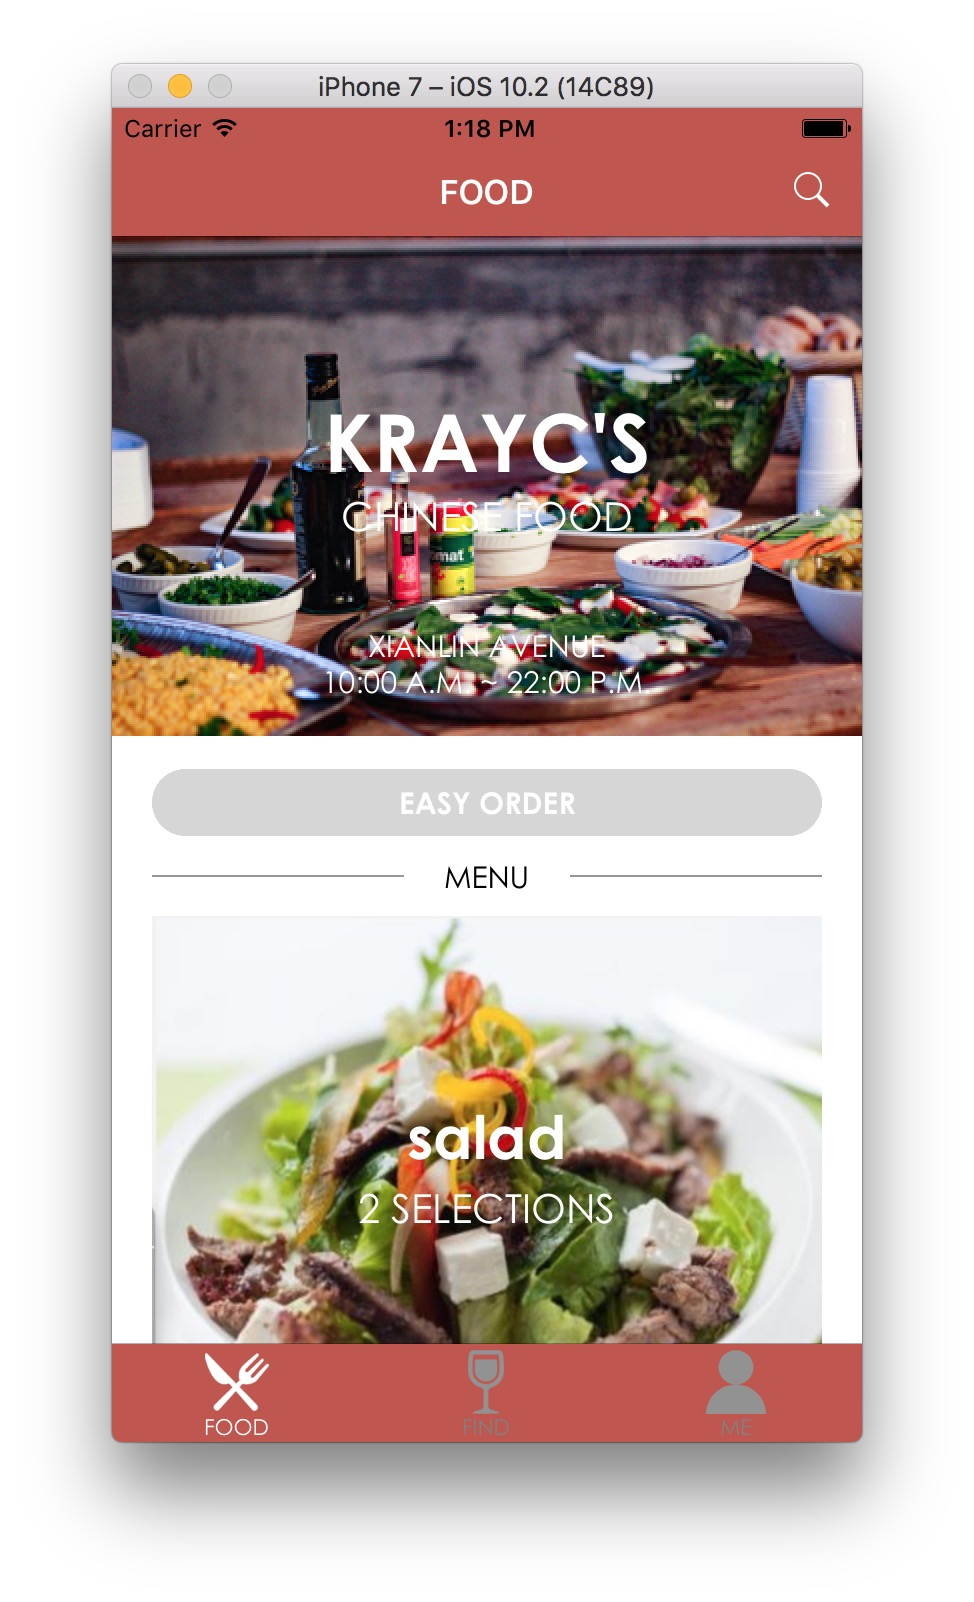 iPhone 7 – iOS 10.2 (14C89)
Carrier 1:18 PM
FOOD
KRAYC'S
CHINESE FOOD
omat
XIANLIN AVENUE
10:00 A.M. ~ 22:00 P.M.
EASY ORDER
MENU
salad
2 SELECTIONS
FOOD FIND ME